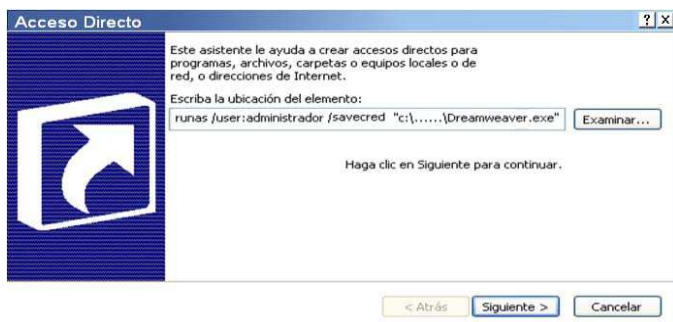 Acceso Directo
Este asistente le ayuda a crear accesos directos para
programas, archivos, carpetas o equipos locales o de
red, o direcciones de Internet.
Escriba la ubicación del elemento:
runas /user:administrador /savecred "c:\......\Dreamweaver.exe"
Examinar...
Haga clic en Siguiente para continuar.
< Atrás
Siguiente >
Cancelar